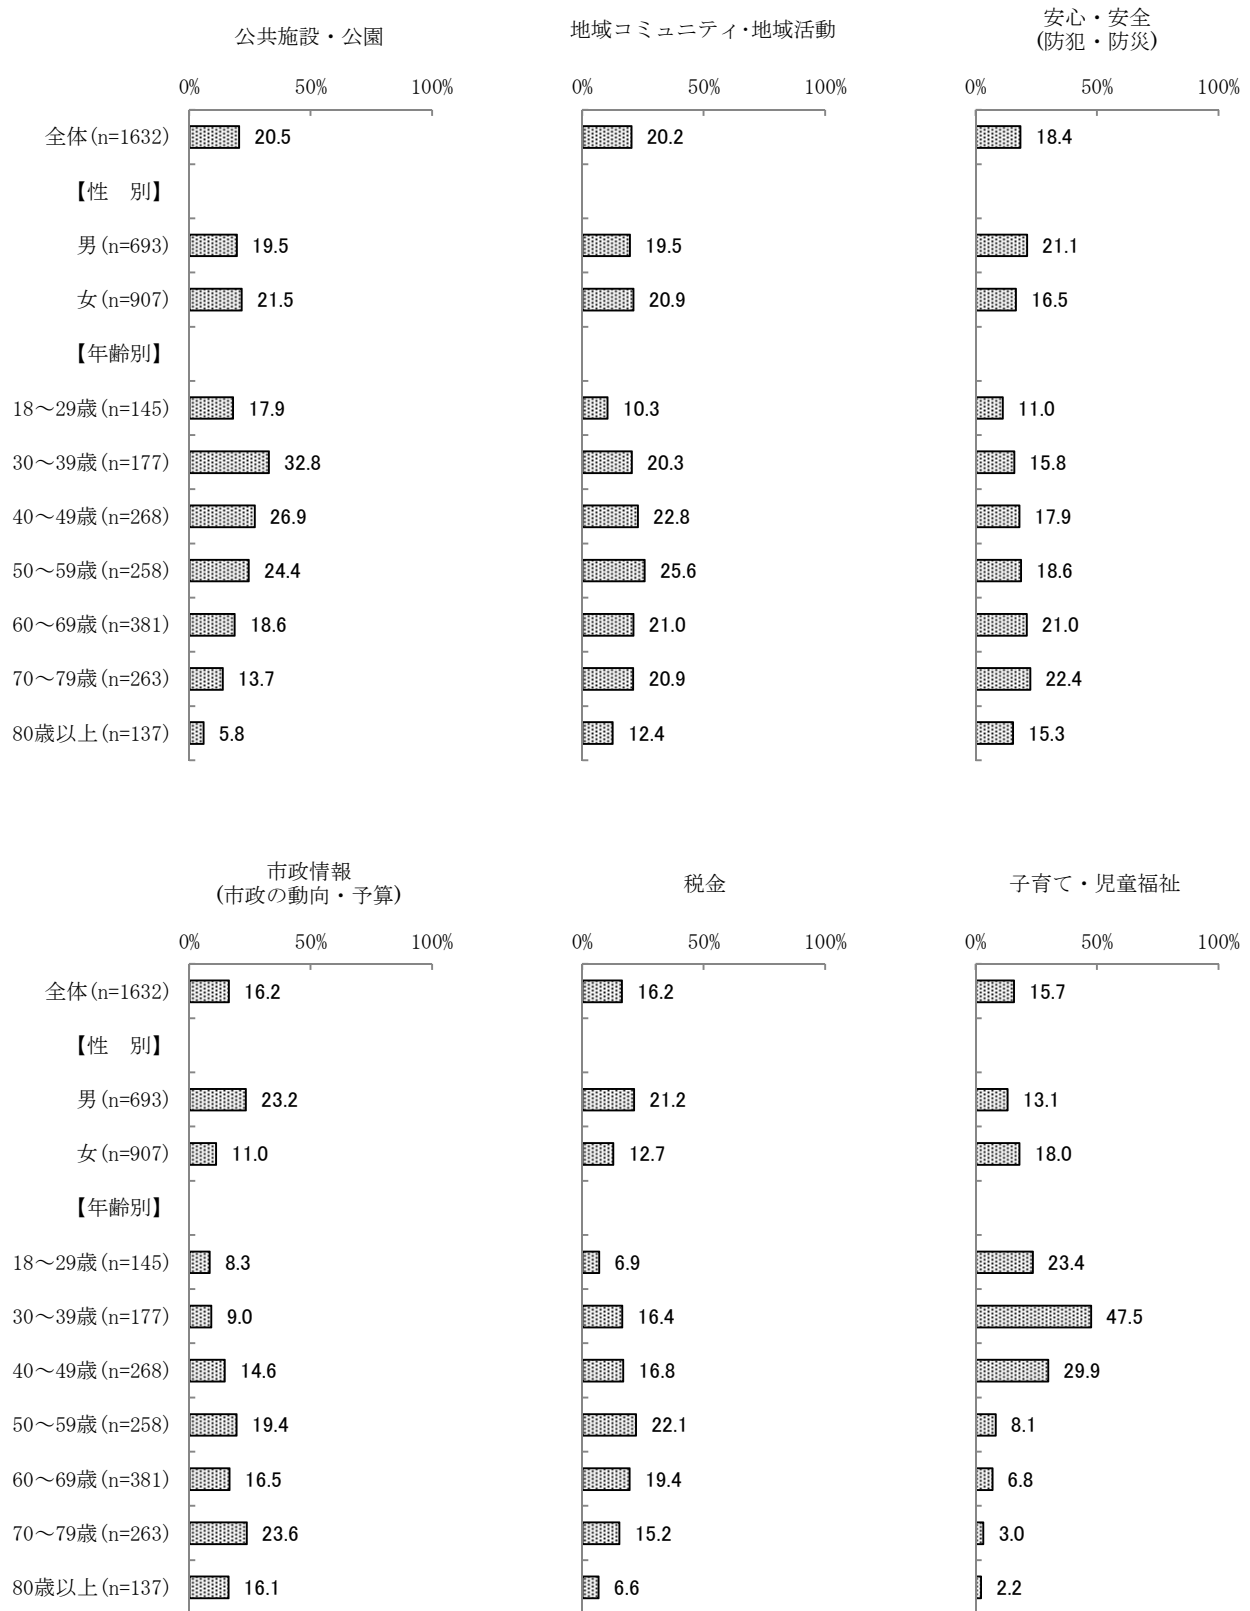 公共施設・公園
地域コミュニティ・地域活動
安心・安全
(防犯・防災)
0% 50% 100% 0% 50% 100% 0% 50% 100%
全体(n=1632) 20.5 20.2 18.4
【性　別】
男(n=693) 19.5 19.5 21.1
女(n=907) 21.5 20.9 16.5
【年齢別】
18～29歳(n=145) 17.9 10.3 11.0
30～39歳(n=177) 32.8 20.3 15.8
40～49歳(n=268) 26.9 22.8 17.9
50～59歳(n=258) 24.4 25.6 18.6
60～69歳(n=381) 18.6 21.0 21.0
70～79歳(n=263) 13.7 20.9 22.4
80歳以上(n=137) 5.8 12.4 15.3
市政情報
(市政の動向・予算)
税金
子育て・児童福祉
0% 50% 100% 0% 50% 100% 0% 50% 100%
全体(n=1632) 16.2 16.2 15.7
【性　別】
男(n=693) 23.2 21.2 13.1
女(n=907) 11.0 12.7 18.0
【年齢別】
18～29歳(n=145) 8.3 6.9 23.4
30～39歳(n=177) 9.0 16.4 47.5
40～49歳(n=268) 14.6 16.8 29.9
50～59歳(n=258) 19.4 22.1 8.1
60～69歳(n=381) 16.5 19.4 6.8
70～79歳(n=263) 23.6 15.2 3.0
80歳以上(n=137) 16.1 6.6 2.2